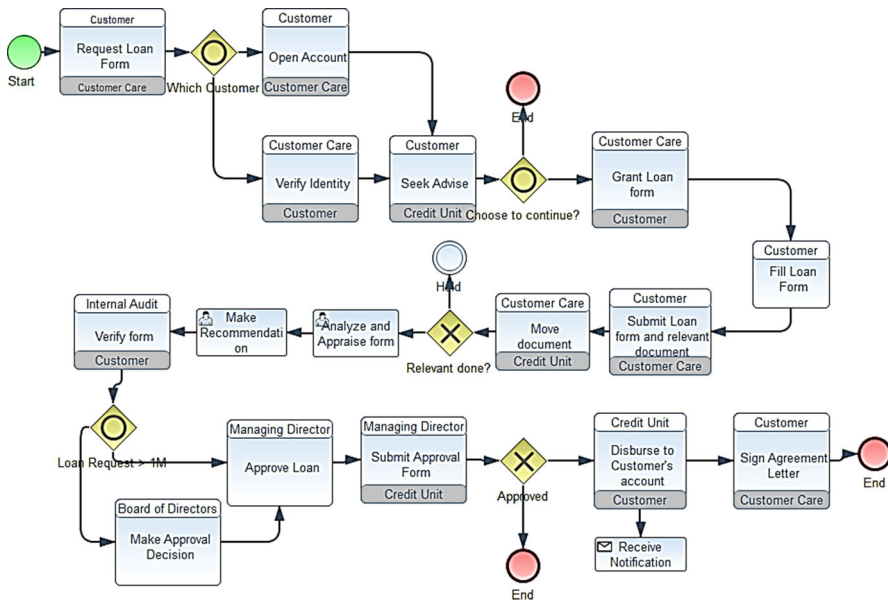 Customer
Request Loan
Form
Customer Care
Start
Which Customer
Customer
Open Account
Customer Care
Customer Care
Verify Identity
Customer
Customer
Seek Advise
Credit Unit
End
Choose to continue?
Customer Care
Grant Loan
form
Customer
Customer
Fill Loan
Form
Customer
Submit Loan
form and relevant
document
Customer Care
Customer Care
Move
document
Credit Unit
Hold
Relevant done?
Analyze and
Appraise form
Make
Recommendati
on
Internal Audit
Verify form
Customer
Loan Request > 1M
Board of Directors
Make Approval
Decision
Managing Director
Approve Loan
Managing Director
Submit Approval
Form
Credit Unit
Approved
End
Credit Unit
Disburse to
Customer's
account
Customer
Receive
Notification
Customer
Sign Agreement
Letter
Customer Care
End